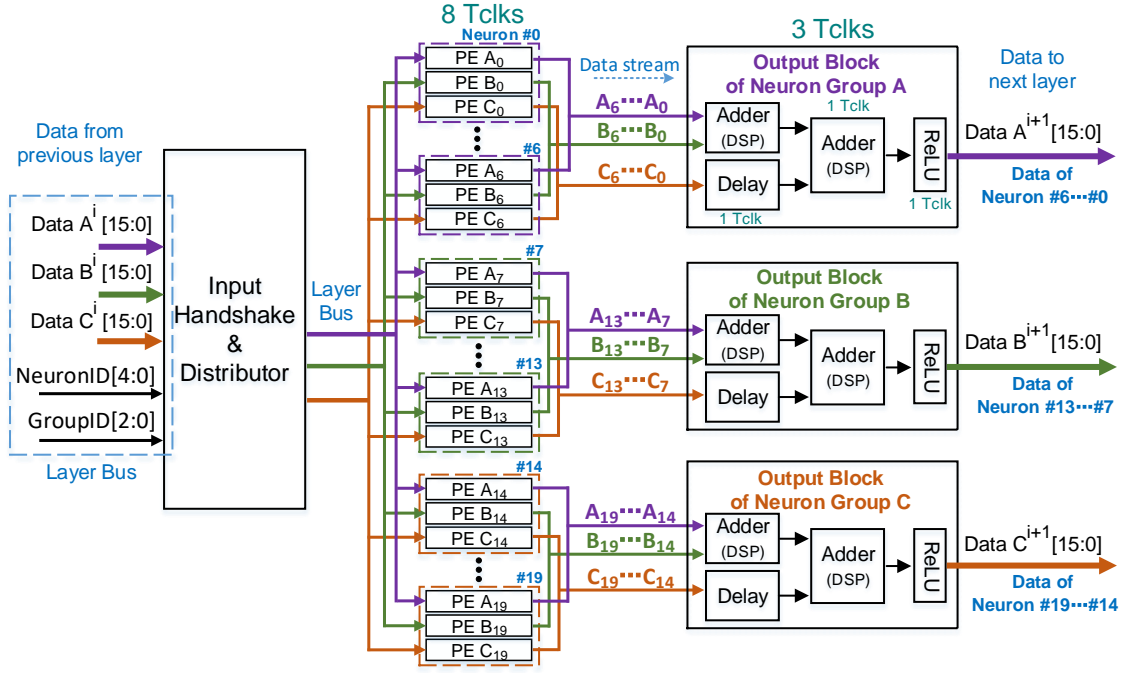 8 Tclks
3 Tclks
Neuron #0
PE A0
PE B0
PE C0
#6
PE A6
PE B6
PE C6
#7
PE A7
PE B7
PE C7
#13
PE A13
PE B13
PE C13
#14
PE A14
PE B14
PE C14
#19
PE A19
PE B19
PE C19
Data from
previous layer
Data A^i [15:0]
Data B^i [15:0]
Data C^i [15:0]
NeuronID[4:0]
GroupID[2:0]
Layer Bus
Input
Handshake
&
Distributor
Layer
Bus
Data stream
A6···A0
B6···B0
C6···C0
A13···A7
B13···B7
C13···C7
A19···A14
B19···B14
C19···C14
Output Block
of Neuron Group A
Adder
(DSP)
Delay
1 Tclk
1 Tclk
Adder
(DSP)
ReLU
1 Tclk
Output Block
of Neuron Group B
Adder
(DSP)
Delay
Adder
(DSP)
ReLU
Output Block
of Neuron Group C
Adder
(DSP)
Delay
Adder
(DSP)
ReLU
Data to
next layer
Data A^i+1 [15:0]
Data of
Neuron #6···#0
Data B^i+1 [15:0]
Data of
Neuron #13···#7
Data C^i+1 [15:0]
Data of
Neuron #19···#14